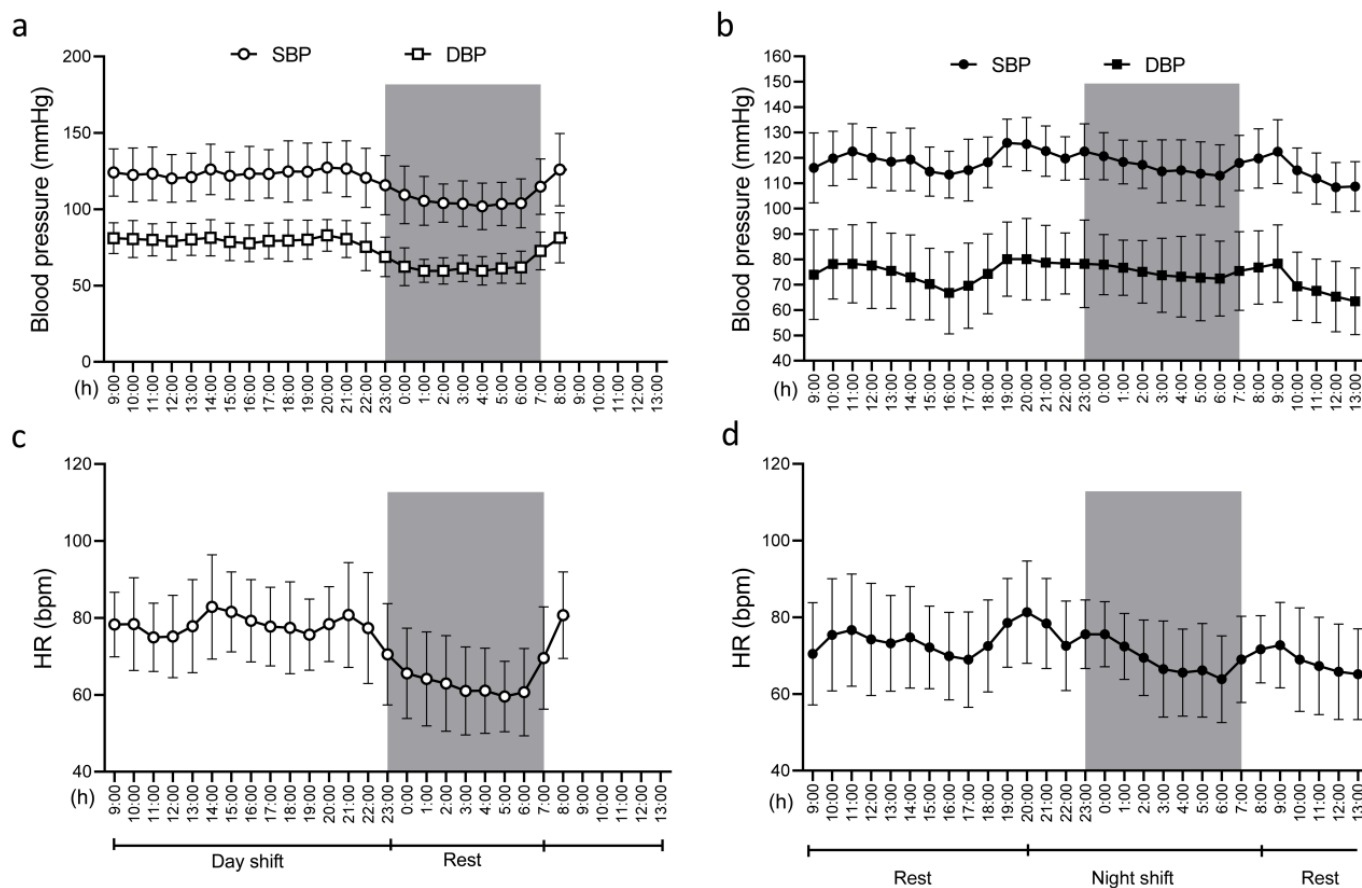 a
SBP DBP
Blood pressure (mmHg)
200
150
100
50
0
(h) 9:00 10:00 11:00 12:00 13:00 14:00 15:00 16:00 17:00 18:00 19:00 20:00 21:00 22:00 23:00 0:00 1:00 2:00 3:00 4:00 5:00 6:00 7:00 8:00 9:00 10:00 11:00 12:00 13:00
b
SBP DBP
Blood pressure (mmHg)
160
150
140
130
120
110
100
90
80
70
60
50
40
(h) 9:00 10:00 11:00 12:00 13:00 14:00 15:00 16:00 17:00 18:00 19:00 20:00 21:00 22:00 23:00 0:00 1:00 2:00 3:00 4:00 5:00 6:00 7:00 8:00 9:00 10:00 11:00 12:00 13:00
c
HR (bpm)
120
100
80
60
40
(h) 9:00 10:00 11:00 12:00 13:00 14:00 15:00 16:00 17:00 18:00 19:00 20:00 21:00 22:00 23:00 0:00 1:00 2:00 3:00 4:00 5:00 6:00 7:00 8:00 9:00 10:00 11:00 12:00 13:00
Day shift Rest
d
HR (bpm)
120
100
80
60
40
(h) 9:00 10:00 11:00 12:00 13:00 14:00 15:00 16:00 17:00 18:00 19:00 20:00 21:00 22:00 23:00 0:00 1:00 2:00 3:00 4:00 5:00 6:00 7:00 8:00 9:00 10:00 11:00 12:00 13:00
Rest Night shift Rest